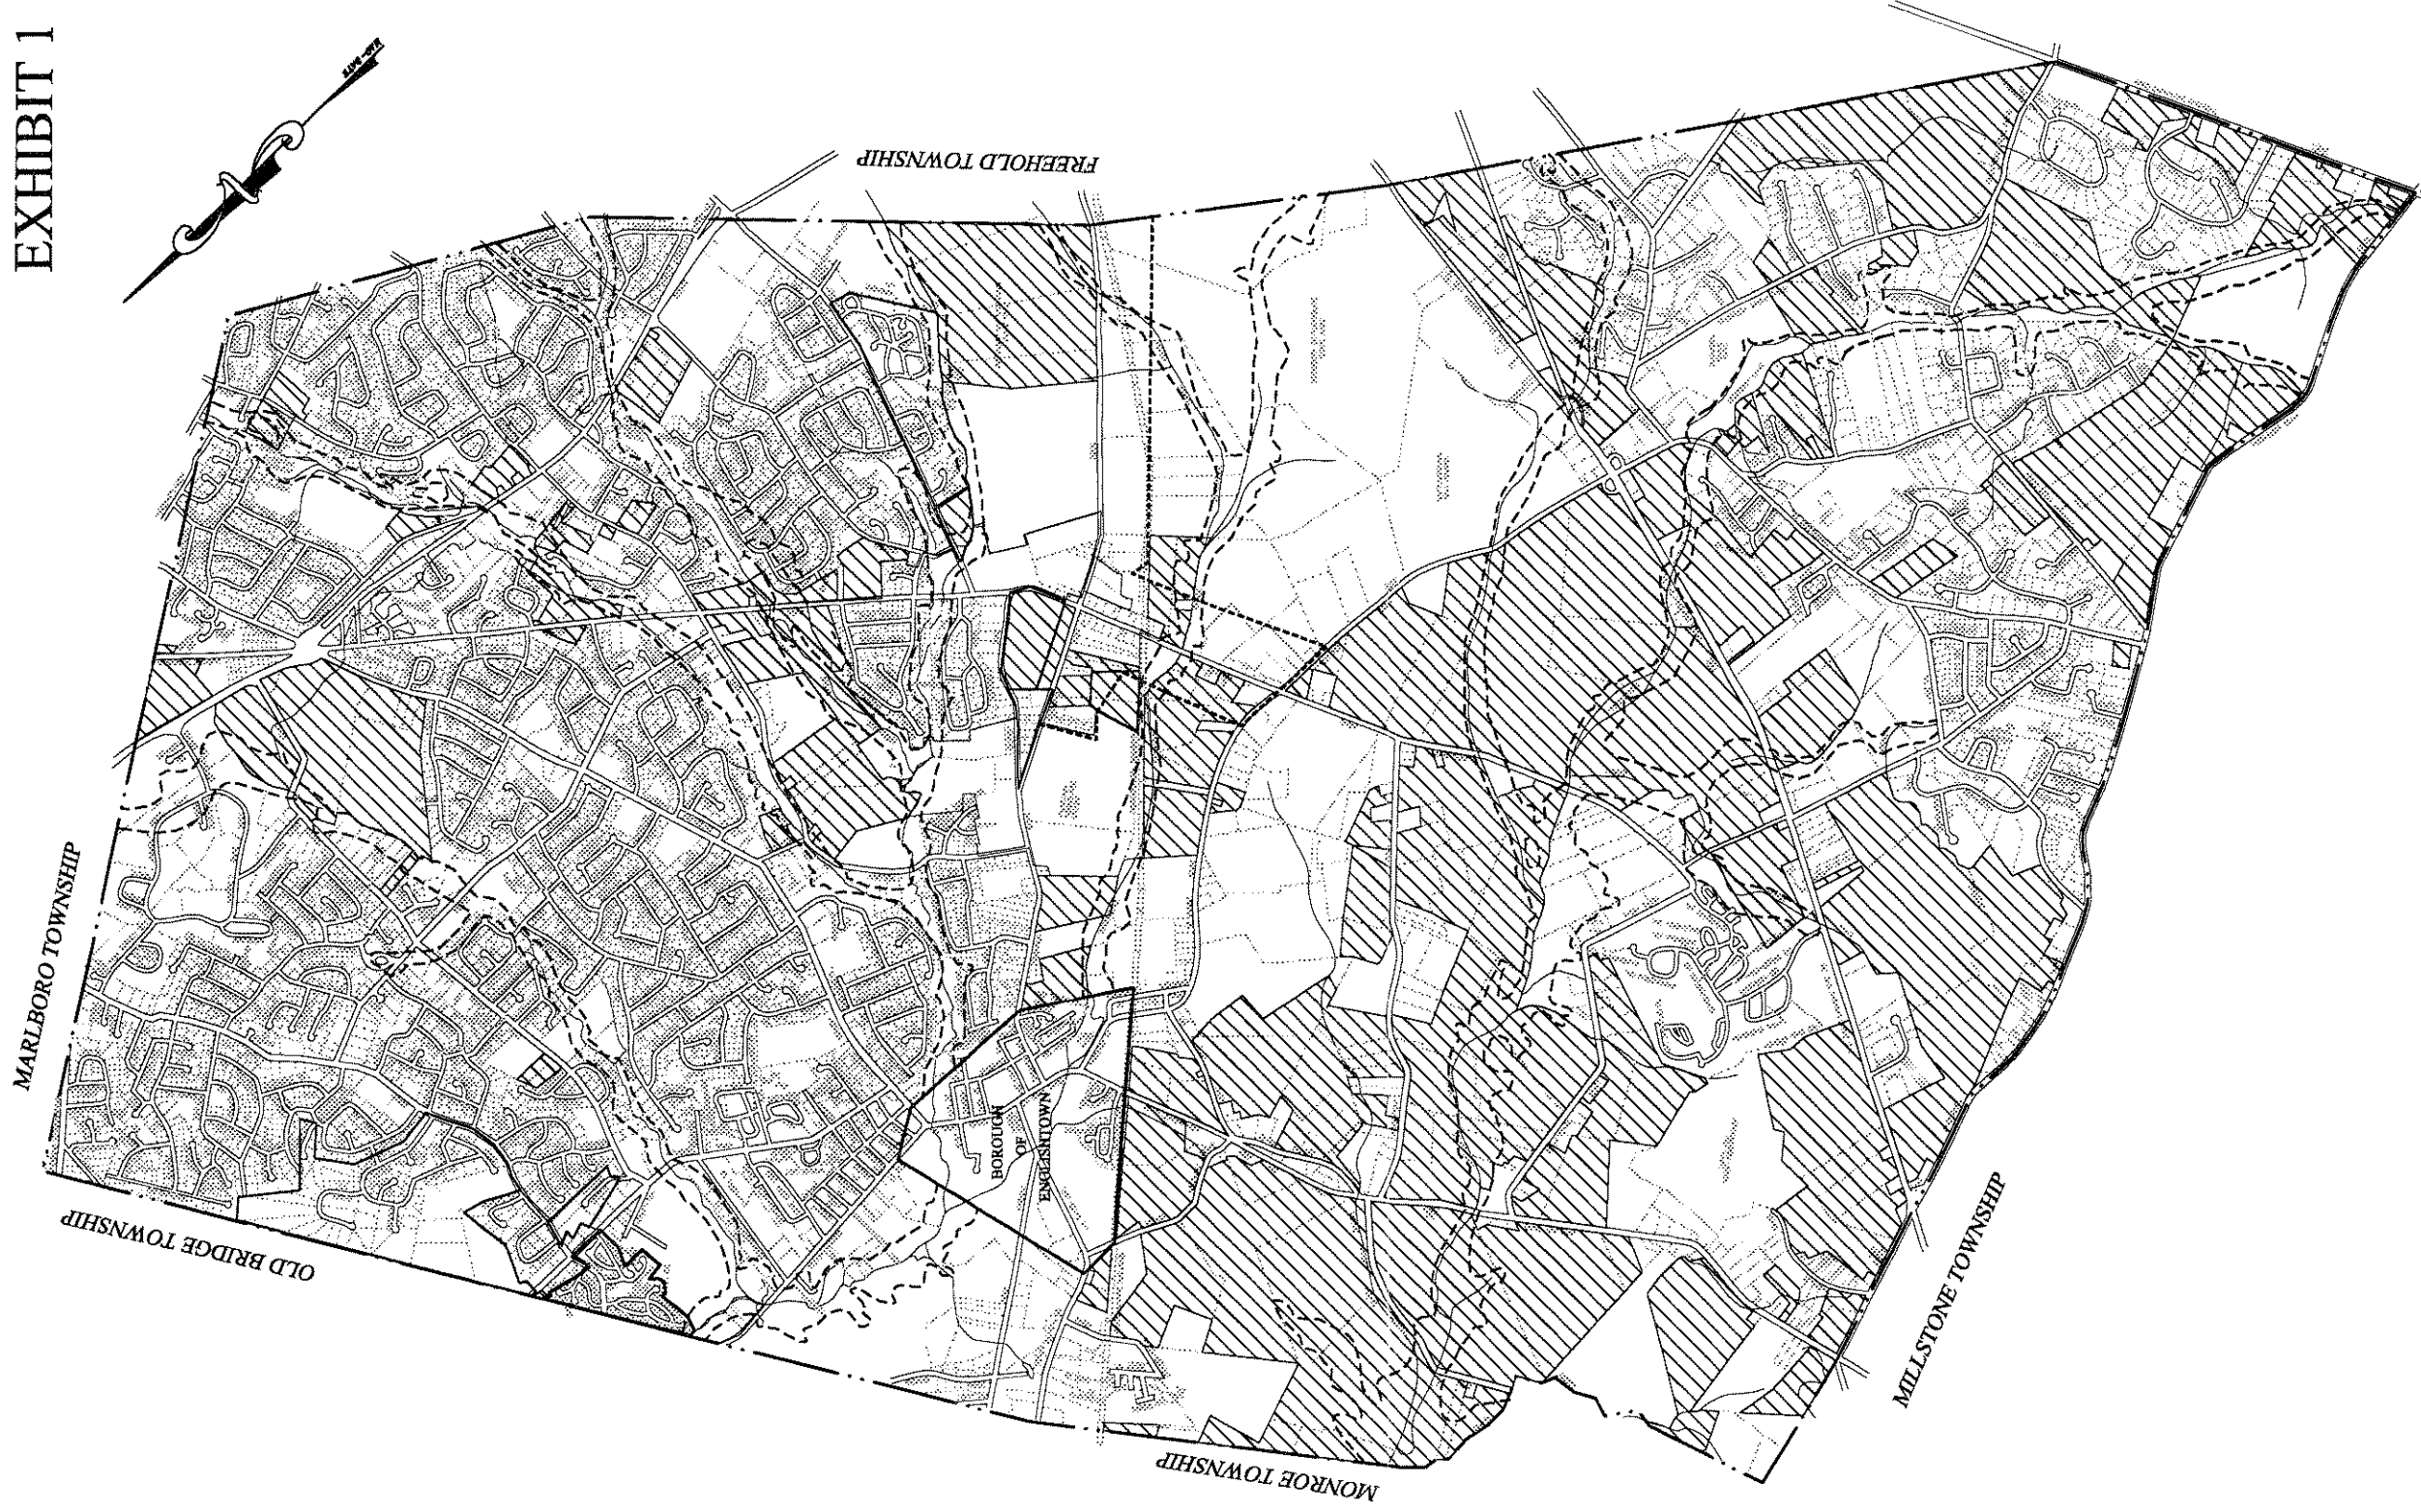 EXHIBIT 1
FREEHOLD TOWNSHIP
MARLBORO TOWNSHIP
BOROUGH
OF
ENGLISHTOWN
OLD BRIDGE TOWNSHIP
MILLSTONE TOWNSHIP
MONROE TOWNSHIP